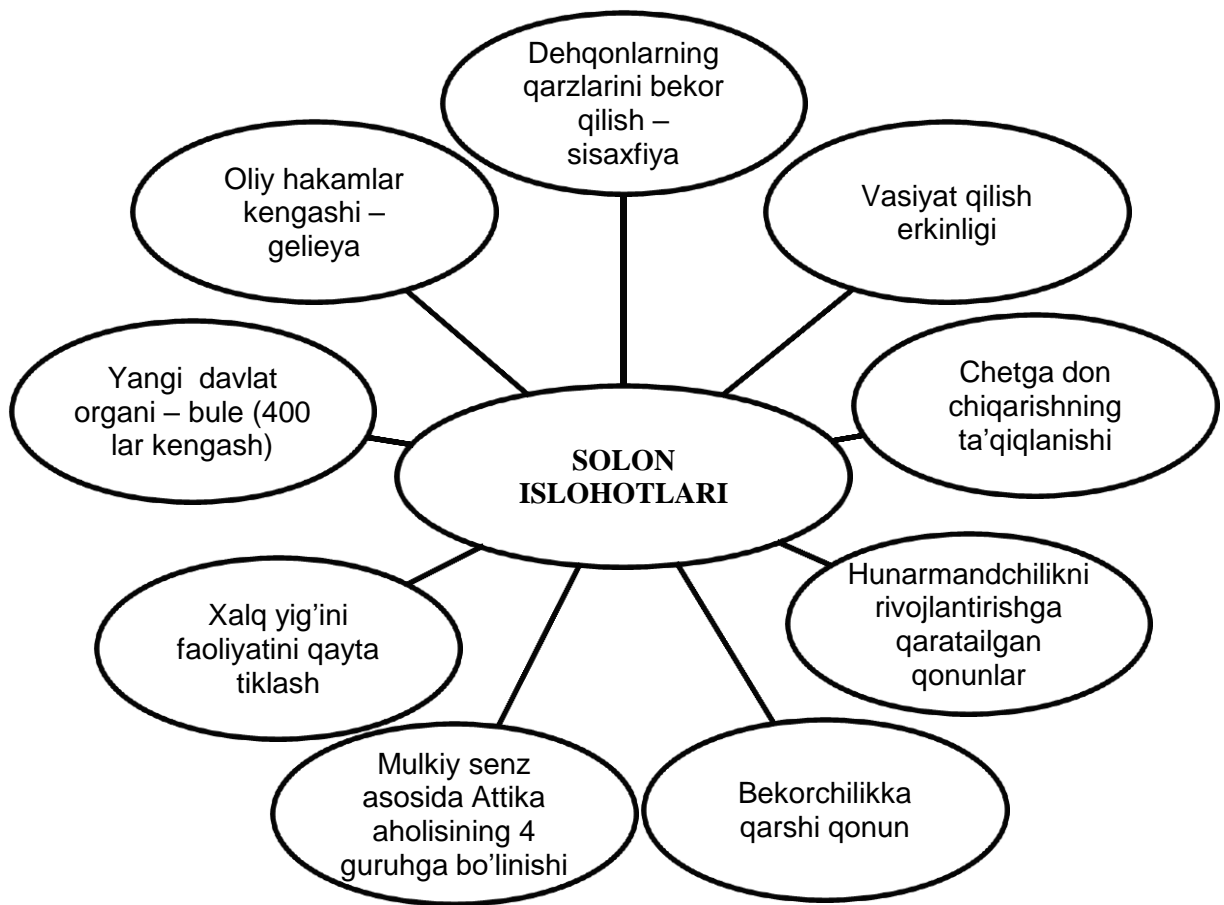 Dehqonlarning
qarzlarini bekor
qilish –
sisaxfiya
Oliy hakamlar
kengashi –
gelieya
Vasiyat qilish
erkinligi
Yangi davlat
organi – bule (400
lar kengash)
Chetga don
chiqarishning
ta’qiqlanishi
SOLON
ISLOHOTLARI
Xalq yig’ini
faoliyatini qayta
tiklash
Hunarmandchilikni
rivojlantirishga
qaratailgan
qonunlar
Mulkiy senz
asosida Attika
aholisining 4
guruhga bo’linishi
Bekorchilikka
qarshi qonun